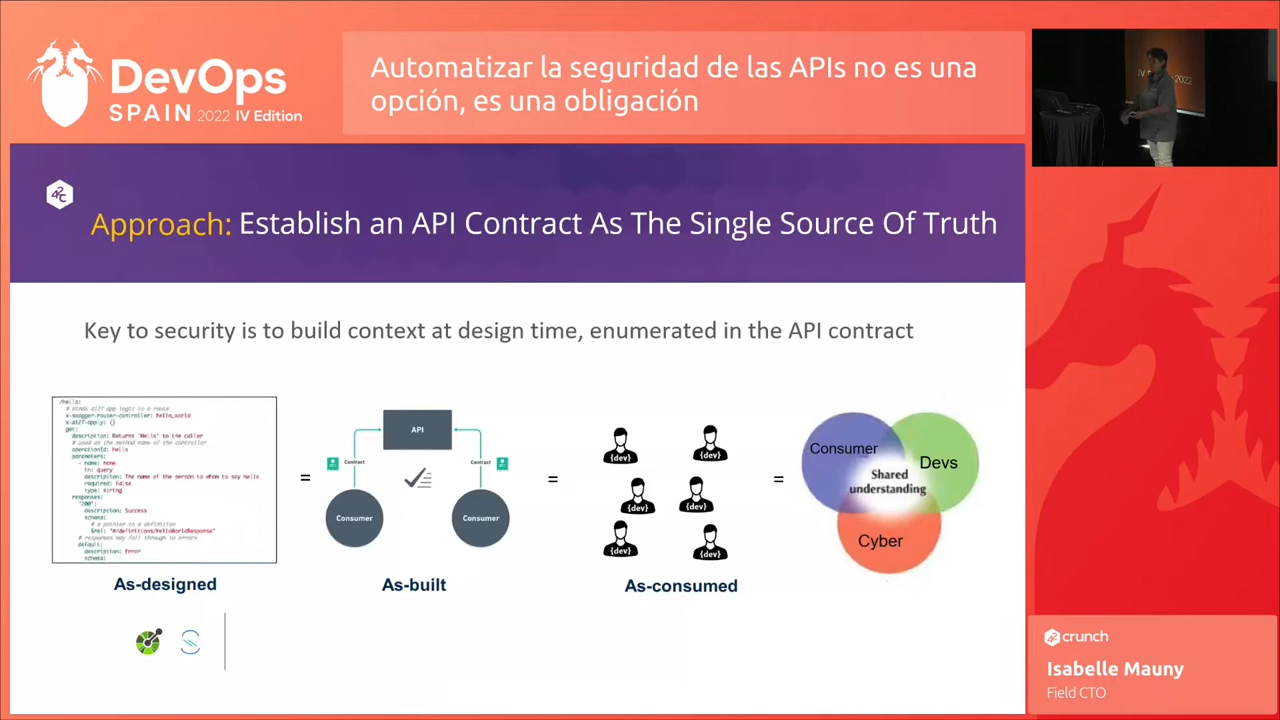 DevOps
SPAIN 2022 IV Edition
Automatizar la seguridad de las APIs no es una
opción, es una obligación
42C
Approach: Establish an API Contract As The Single Source Of Truth
Key to security is to build context at design time, enumerated in the API contract
/hello:
# binds a127 app logic to a route
x-swagger-router-controller: hello_world
x-a127-apply: {}
get:
description: Returns 'Hello' to the caller
# used as the method name of the controller
operationId: hello
parameters:
- name: name
in: query
description: The name of the person to whom to say hello
required: false
type: string
responses:
"200":
description: Success
schema:
# a pointer to a definition
$ref: "#/definitions/HelloWorldResponse"
# responses may fall through to errors
default:
description: Error
schema:
As-designed
=
API
Contract
Contract
Consumer
Consumer
As-built
=
{dev}
{dev}
{dev}
{dev}
{dev}
{dev}
As-consumed
=
Consumer
Devs
Shared
understanding
Cyber
42crunch
Isabelle Mauny
Field CTO